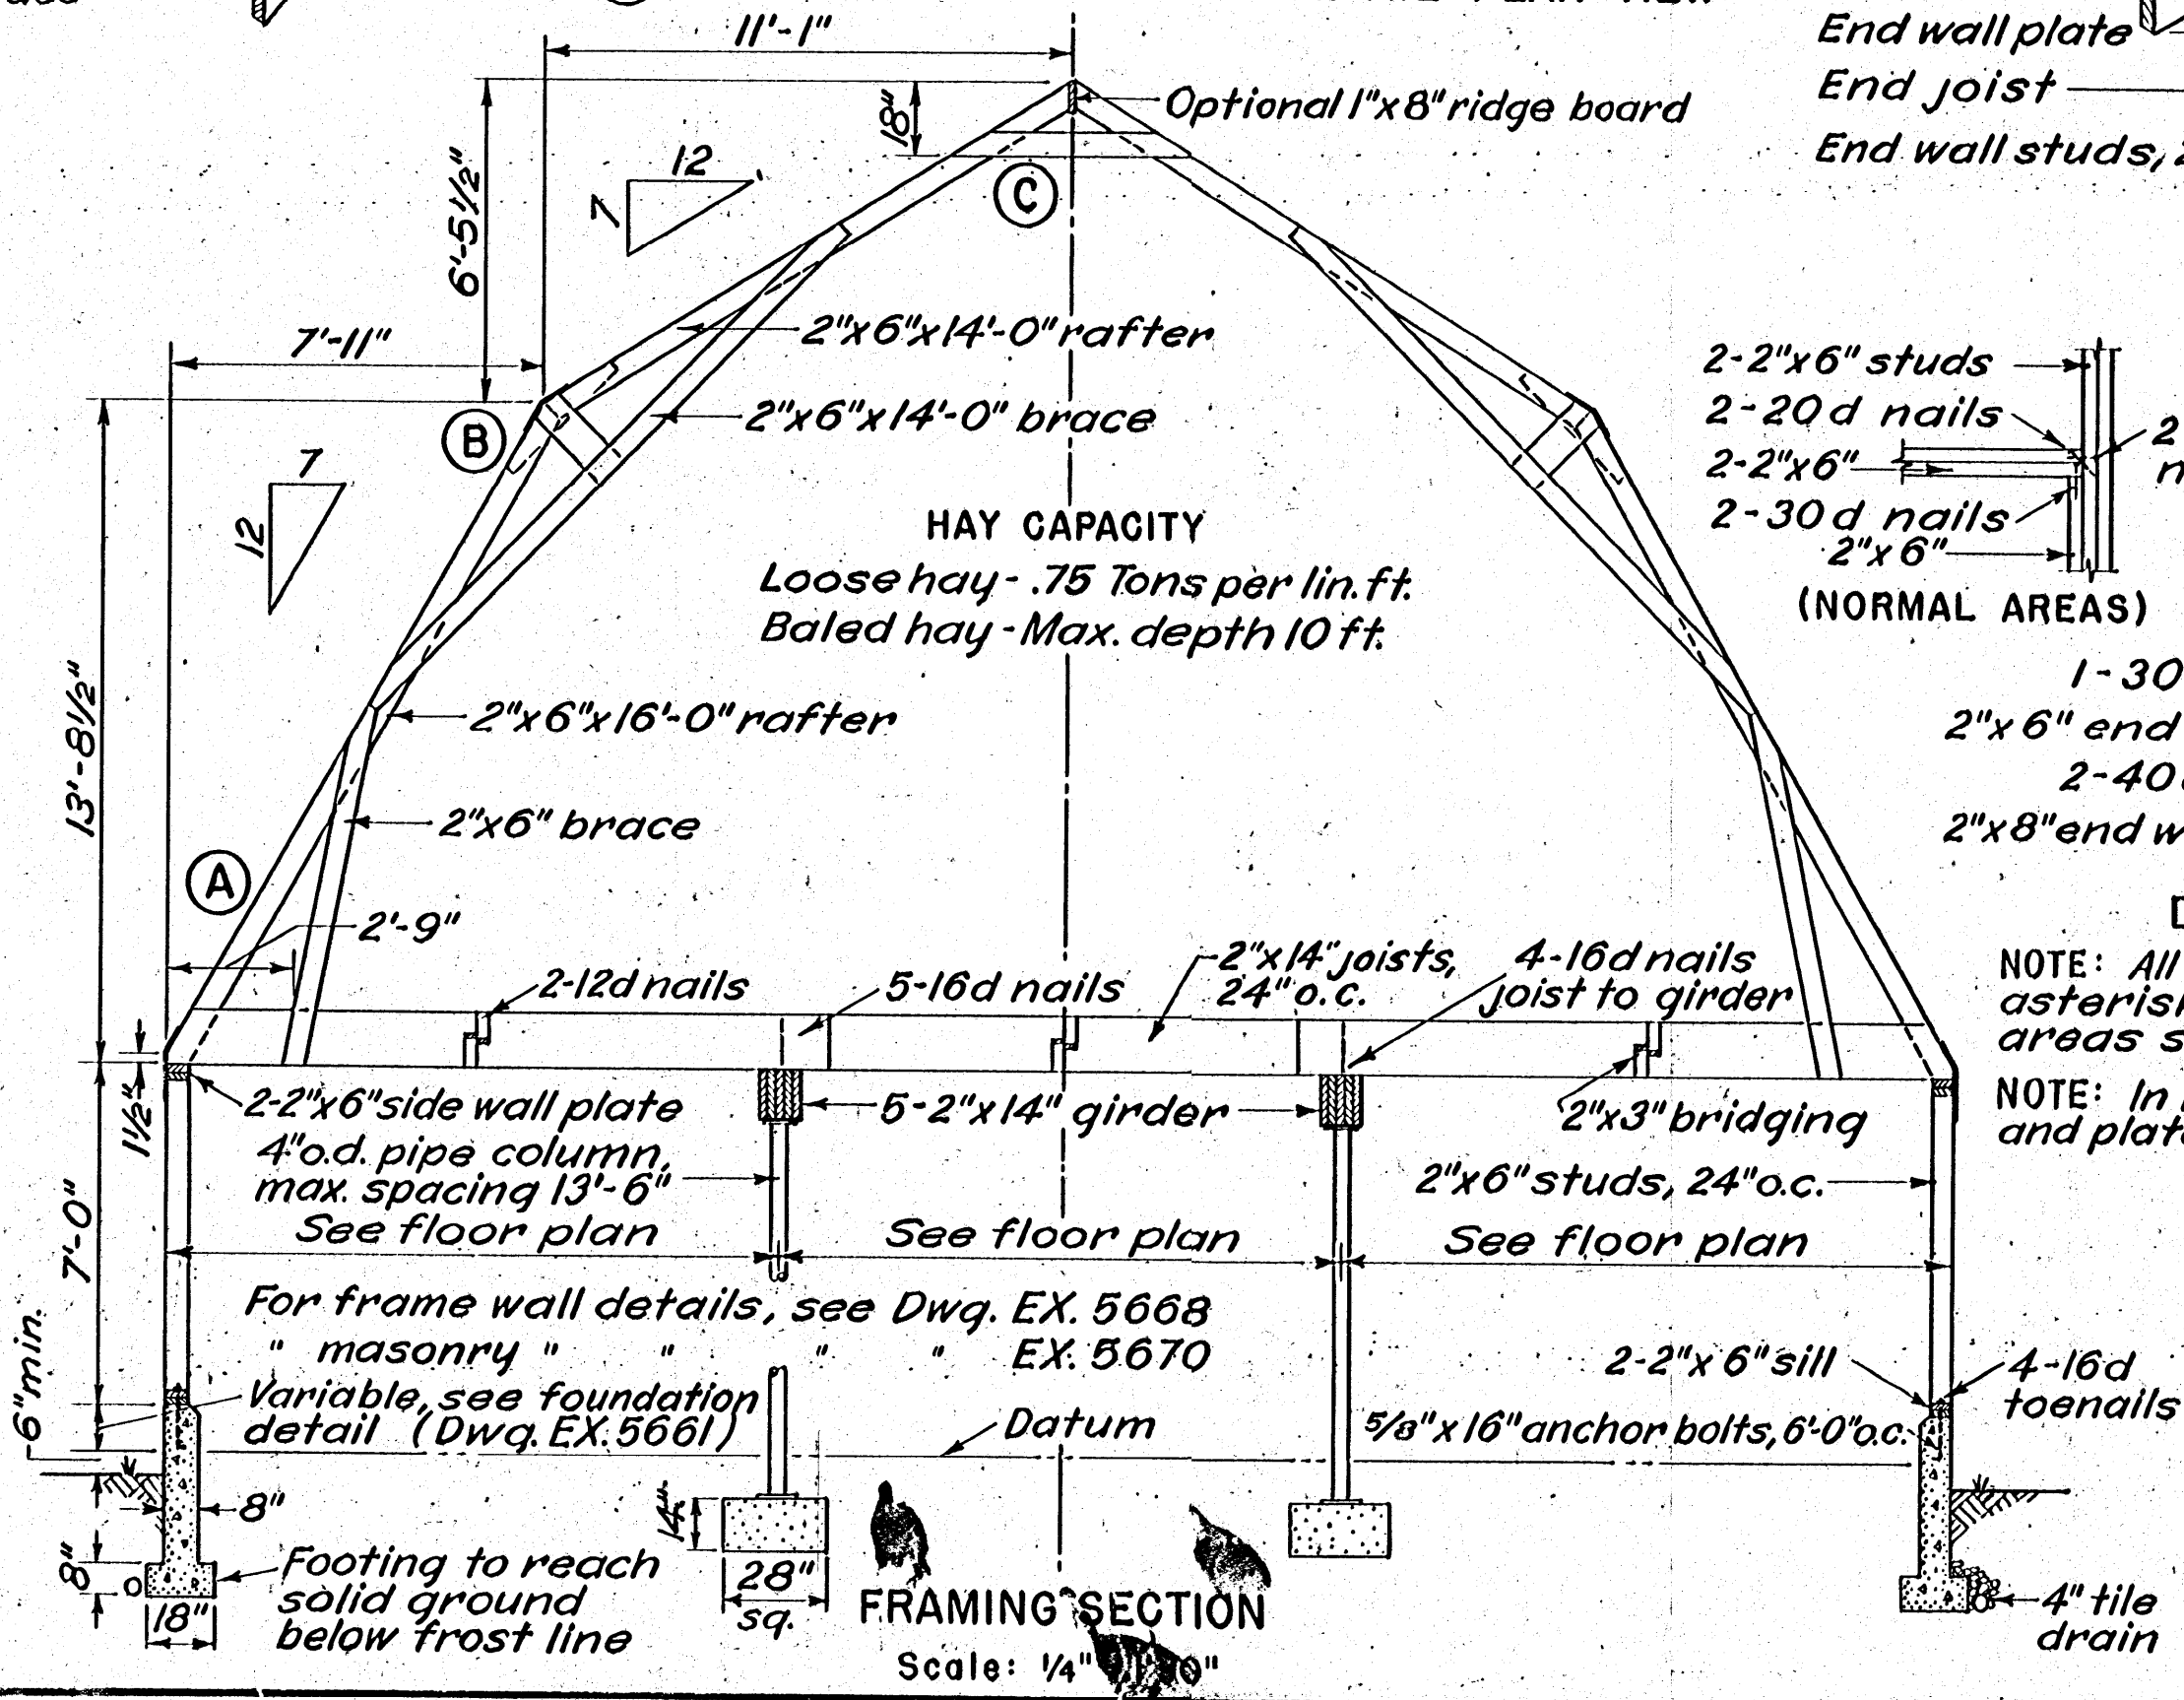 11'-1"
End wall plate
End joist
End wall studs,
Optional 1"x8" ridge board
18"
12
7
C
6'-5½"
7'-11"
2"x6"x14'-0" rafter
2"x6"x14'-0" brace
B
7
12
HAY CAPACITY
Loose hay - .75 Tons per lin. ft.
Baled hay - Max. depth 10 ft.
2-2"x6" studs
2-20d nails
2-2"x6"
2-30d nails
2"x6"
(NORMAL AREAS)
2
1-30
2"x6" end
2-40
2"x8" end
13'-8½"
2"x6"x16'-0" rafter
2"x6" brace
A
2'-9"
2-12d nails
5-16d nails
2"x14" joists,
24" o.c.
4-16d nails
joist to girder
NOTE: All
areas
NOTE: In
1½"
2-2"x6" side wall plate
5-2"x14" girder
2"x3" bridging
4" o.d. pipe column,
max. spacing 13'-6"
2"x6" studs, 24" o.c.
See floor plan
See floor plan
See floor plan
7'-0"
For frame wall details, see Dwg. EX. 5668
" masonry " " " " EX. 5670
6" min.
Variable, see foundation
detail (Dwg. EX. 5661)
Datum
2-2"x6" sill
4-16d
toenails
5/8"x16" anchor bolts, 6'-0" o.c.
8"
14"
28"
sq.
8"
18"
Footing to reach
solid ground
below frost line
4" tile
drain
FRAMING SECTION
Scale: ¼"